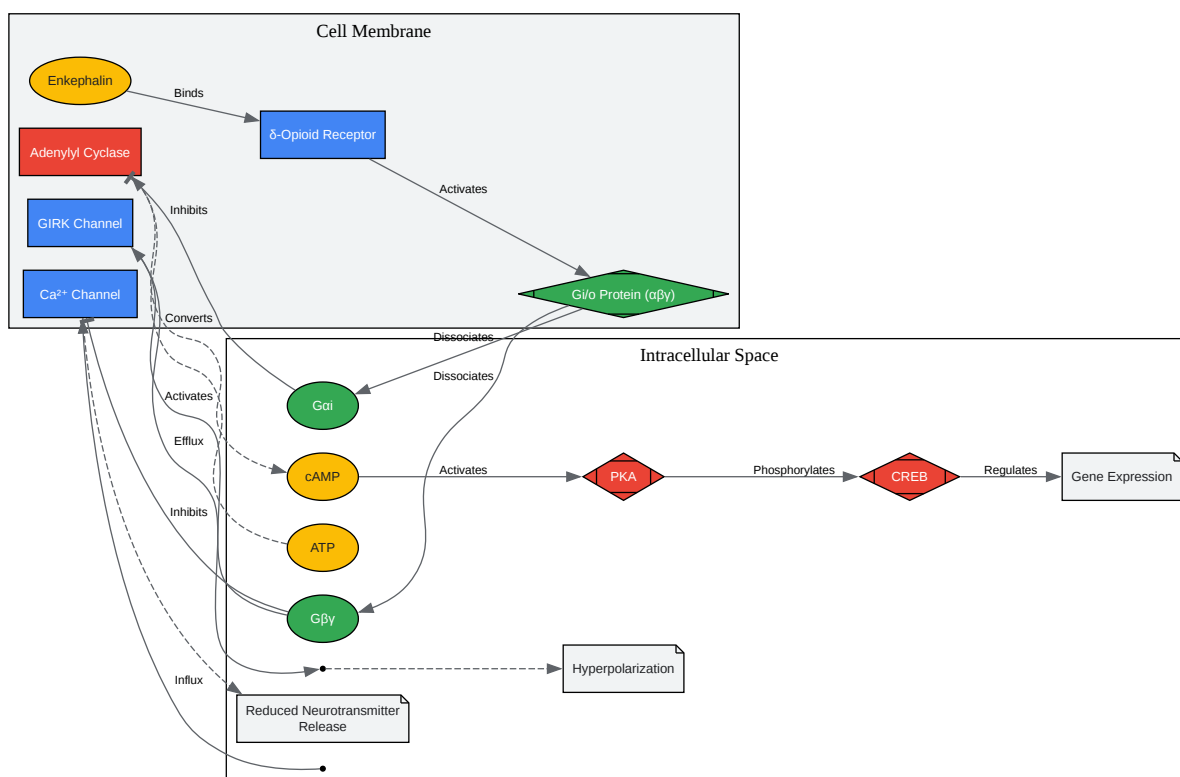 Cell Membrane
Enkephalin
Binds
δ-Opioid Receptor
Adenylyl Cyclase
Activates
Inhibits
GIRK Channel
Ca²⁺ Channel
Gi/o Protein (αβγ)
Converts
Dissociates
Intracellular Space
Dissociates
Activates
Gαi
Efflux
cAMP
Activates
PKA
Phosphorylates
CREB
Regulates
Gene Expression
Inhibits
ATP
Gβγ
Hyperpolarization
Influx
Reduced Neurotransmitter
Release